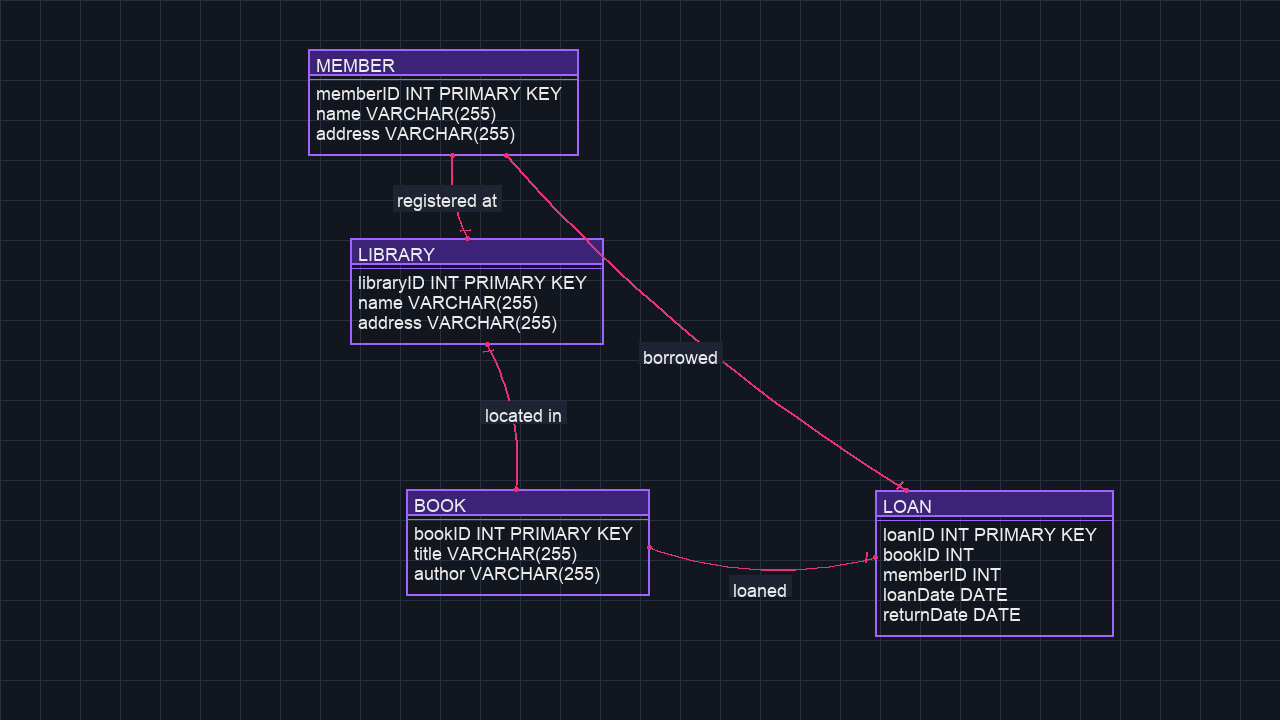 MEMBER
memberID INT PRIMARY KEY
name VARCHAR(255)
address VARCHAR(255)
registered at
LIBRARY
libraryID INT PRIMARY KEY
name VARCHAR(255)
address VARCHAR(255)
borrowed
located in
BOOK
bookID INT PRIMARY KEY
title VARCHAR(255)
author VARCHAR(255)
loaned
LOAN
loanID INT PRIMARY KEY
bookID INT
memberID INT
loanDate DATE
returnDate DATE